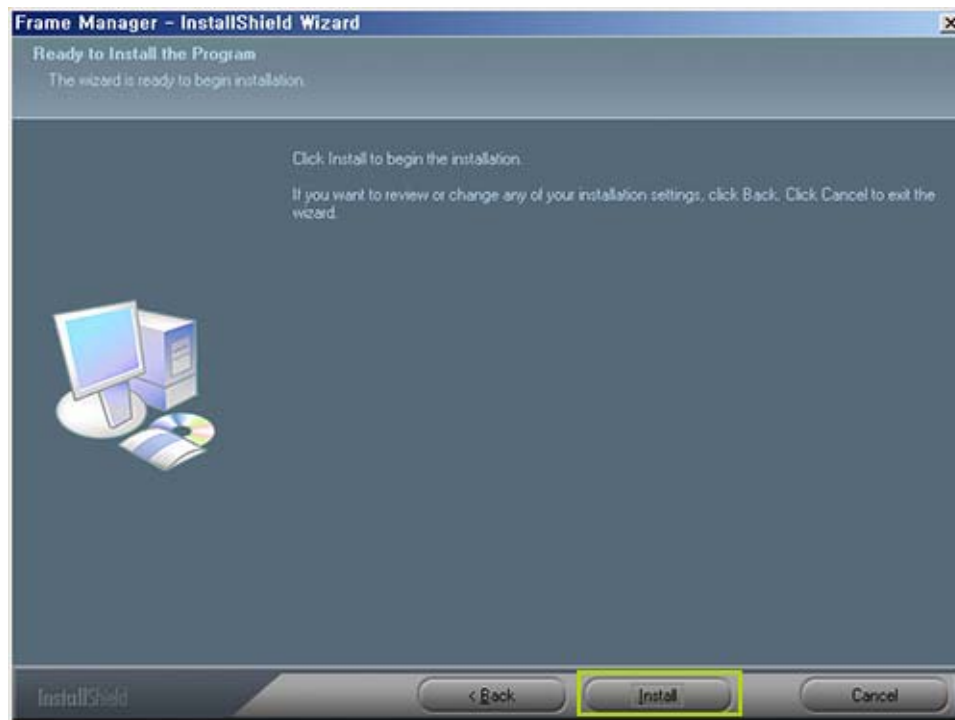 Frame Manager - InstallShield Wizard
Ready to Install the Program
The wizard is ready to begin installation.
Click Install to begin the installation.
If you want to review or change any of your installation settings, click Back. Click Cancel to exit the
wizard.
InstallShield
< Back
Install
Cancel